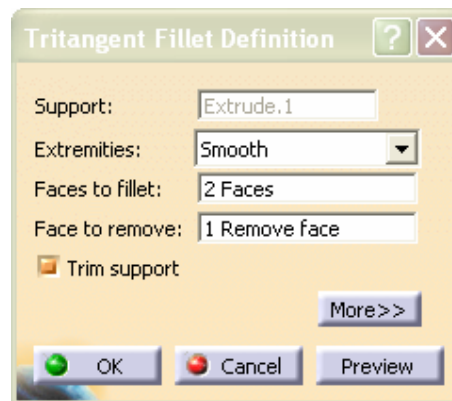 Tritangent Fillet Definition ? X
Support: Extrude.1
Extremities: Smooth
Faces to fillet: 2 Faces
Face to remove: 1 Remove face
Trim support
More>>
OK Cancel Preview